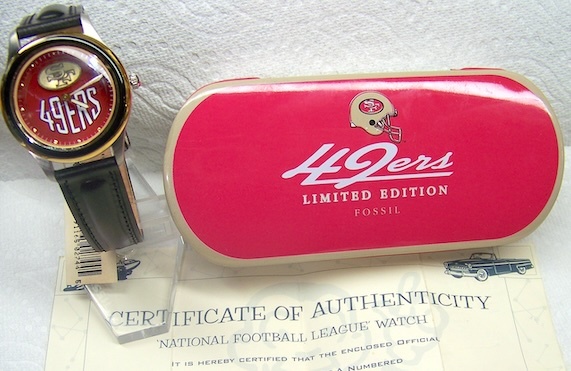 49ERS
49ers
LIMITED EDITION
FOSSIL
CERTIFICATE OF AUTHENTICITY
'NATIONAL FOOTBALL LEAGUE' WATCH
IT IS HEREBY CERTIFIED THAT THE ENCLOSED OFFICIAL
A NUMBERED